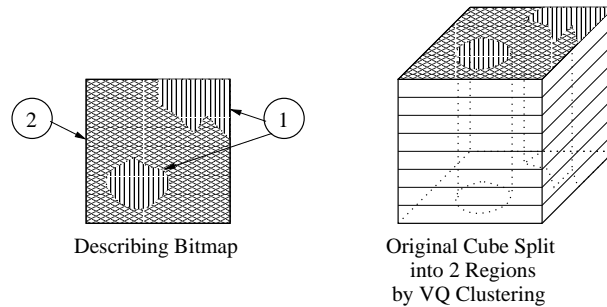 2
1
Describing Bitmap
Original Cube Split
into 2 Regions
by VQ Clustering